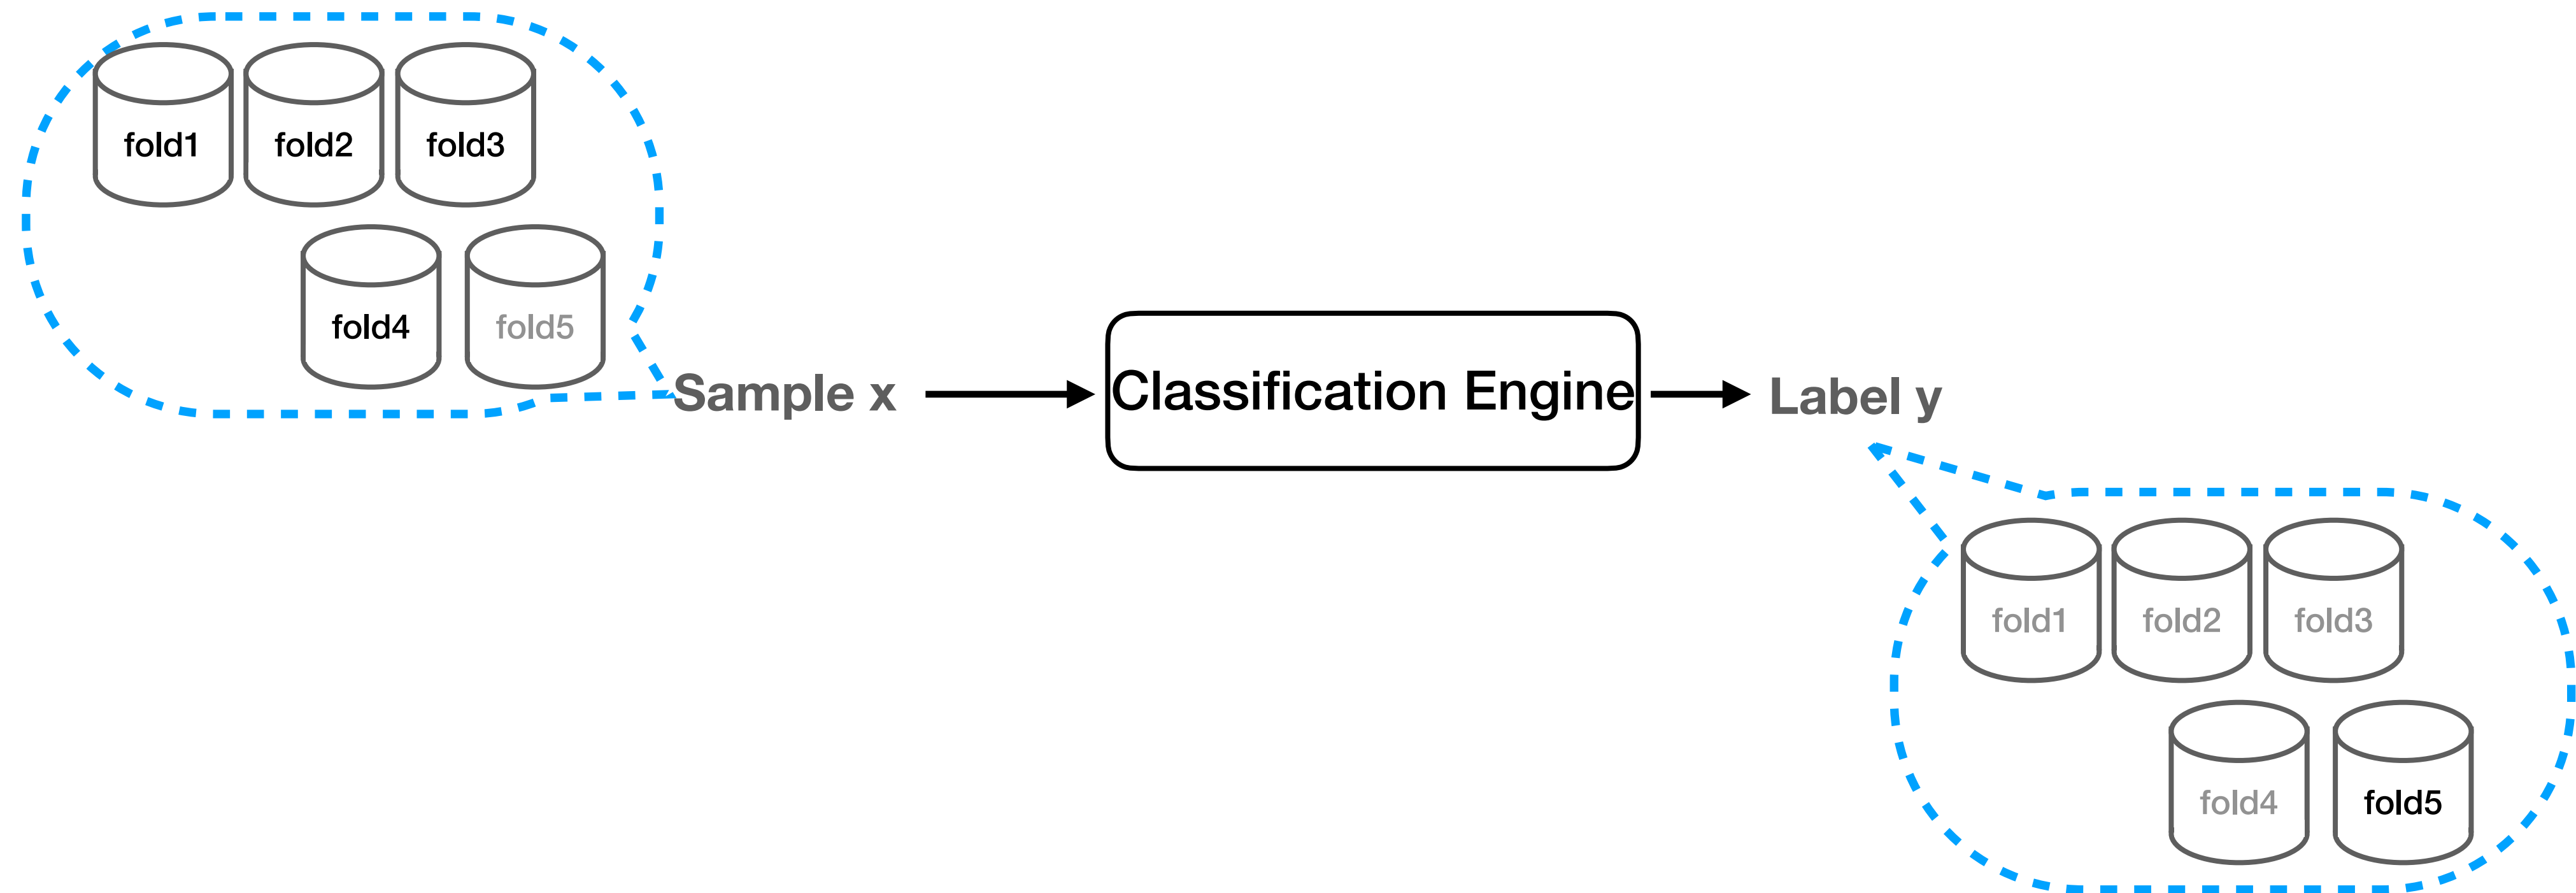 fold1 fold2 fold3
fold4 fold5
Sample x
Classification Engine
Label y
fold1 fold2 fold3
fold4 fold5